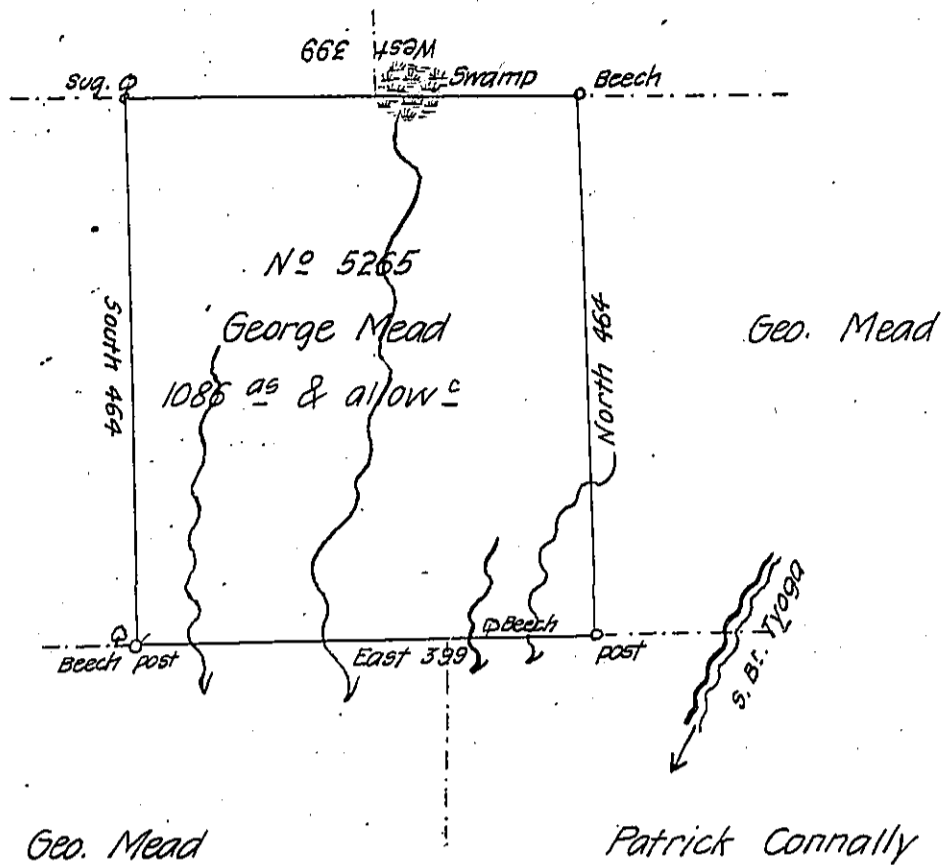 West 399
Sug.
Swamp
Beech
Nº 5265
George Mead
1086 as & allowc
South 464
North 464
Geo. Mead
Beech
Beech post
East 399
post
S. Br. Tyoga
Geo. Mead
Patrick Connally